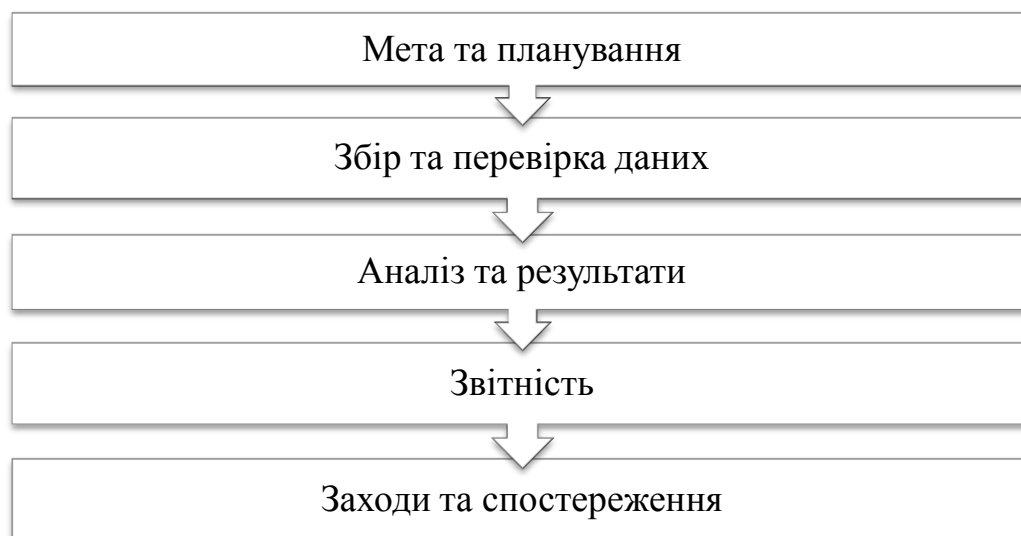 Мета та планування
Збір та перевірка даних
Аналіз та результати
Звітність
Заходи та спостереження